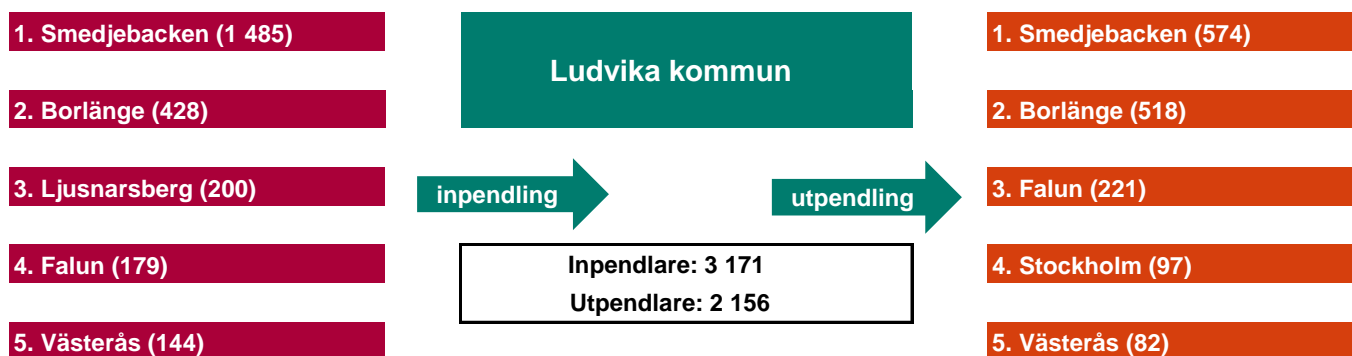 1. Smedjebacken (1 485)
2. Borlänge (428)
3. Ljusnarsberg (200)
4. Falun (179)
5. Västerås (144)
Ludvika kommun
inpendling
utpendling
Inpendlare: 3 171
Utpendlare: 2 156
1. Smedjebacken (574)
2. Borlänge (518)
3. Falun (221)
4. Stockholm (97)
5. Västerås (82)